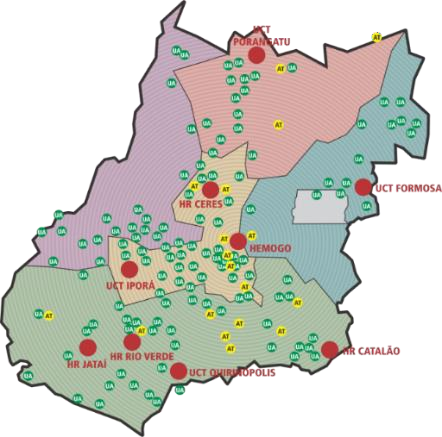 UCT
PORANGATU
UCT FORMOSA
HR CERES
HEMOGO
UCT IPORÁ
HR RIO VERDE
HR JATAÍ
HR CATALÃO
UCT QUIRINÓPOLIS
UA
AT